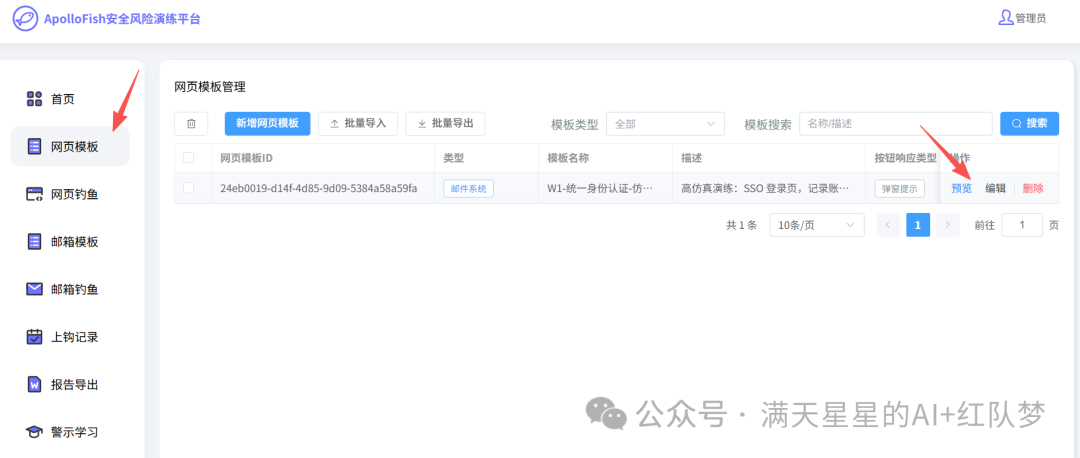 ApolloFish安全风险演练平台
管理员
首页
网页模板
网页钓鱼
邮箱模板
邮箱钓鱼
上钩记录
报告导出
警示学习
网页模板管理
新增网页模板 批量导入 批量导出 模板类型 全部 模板搜索 名称/描述 搜索
网页模板ID 类型 模板名称 描述 按钮响应类型 操作
24eb0019-d14f-4d85-9d09-5384a58a59fa 邮件系统 W1-统一身份认证-仿… 高仿真演练：SSO 登录页，记录账… 弹窗提示 预览 编辑 删除
共 1 条 10条/页 1 前往 1 页
公众号 · 满天星星的AI+红队梦